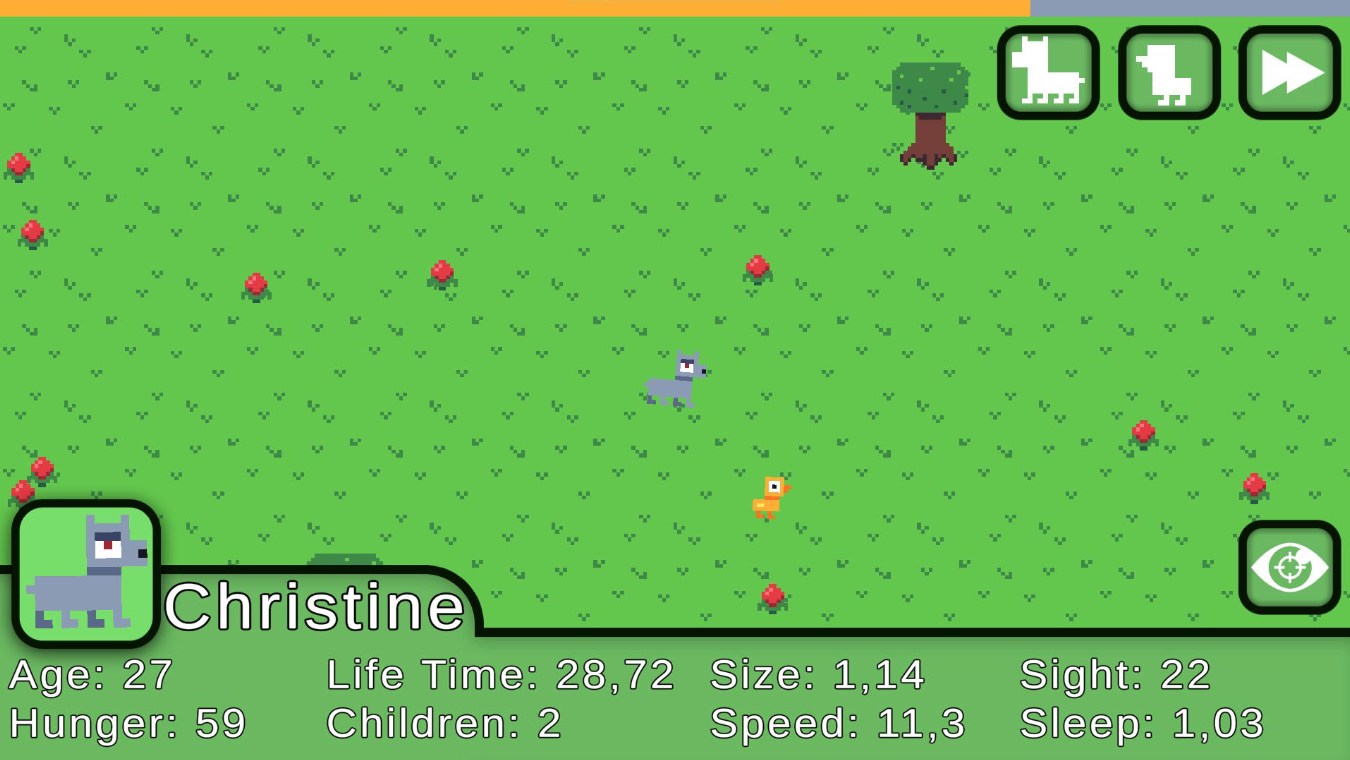 Christine
Age: 27 Life Time: 28,72 Size: 1,14 Sight: 22
Hunger: 59 Children: 2 Speed: 11,3 Sleep: 1,03